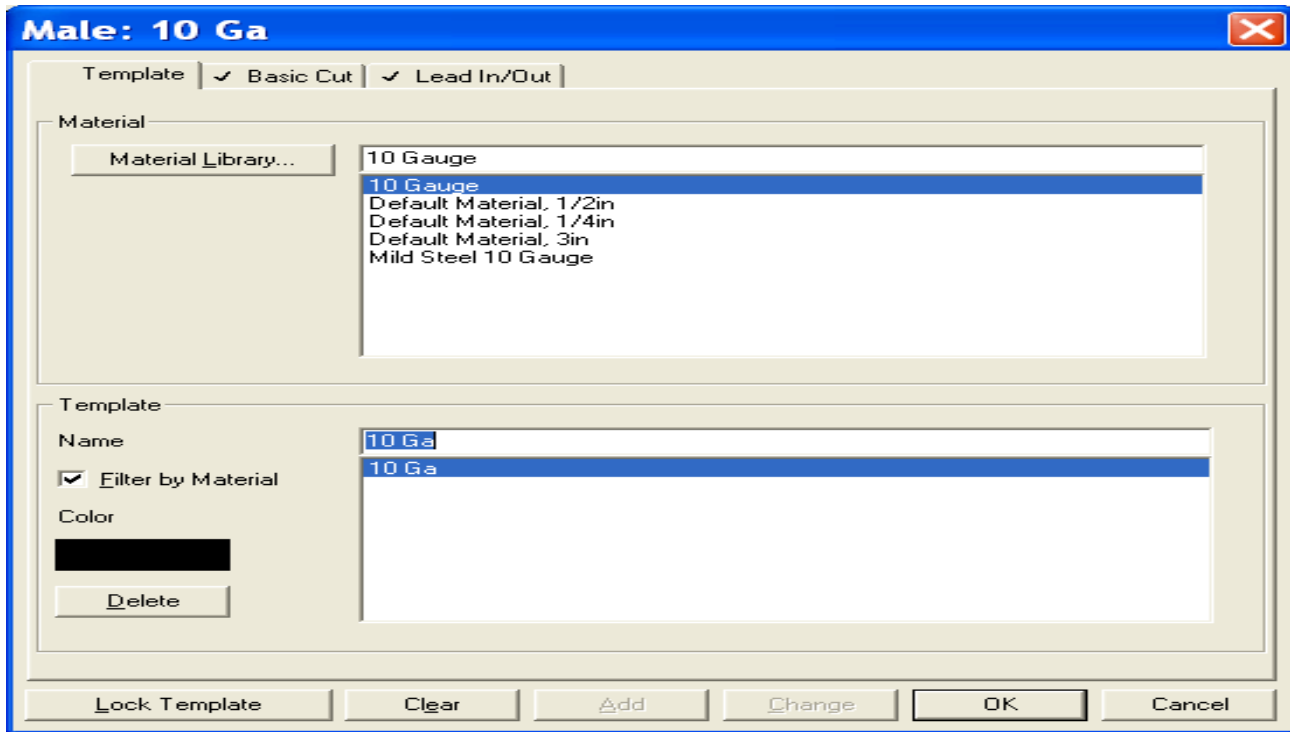 Male: 10 Ga
Template ✓ Basic Cut ✓ Lead In/Out
Material
Material Library...
10 Gauge
10 Gauge
Default Material, 1/2in
Default Material, 1/4in
Default Material, 3in
Mild Steel 10 Gauge
Template
Name
10 Ga
10 Ga
Filter by Material
Color
Delete
Lock Template Clear Add Change OK Cancel